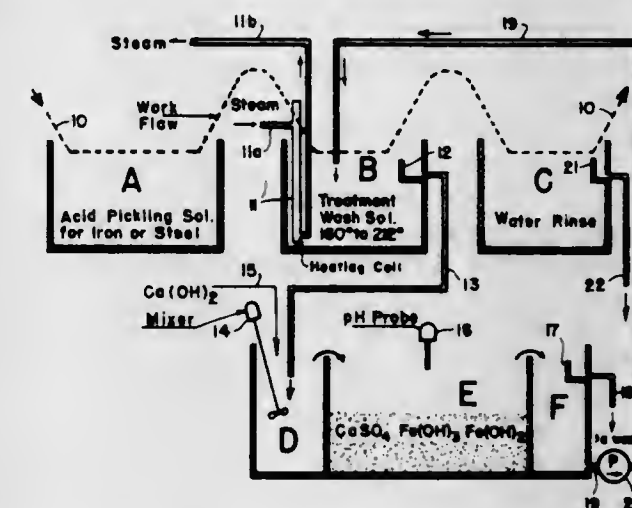 11b
19
Steam
10
Work
Flow
Steam
11a
10
A
B
12
C
21
11
Acid Pickling Sol.
for Iron or Steel
Treatment
Wash Sol.
180° to 212°
Water Rinse
Heating Coil
13
22
15
Ca(OH)2
Mixer
14
pH Probe
16
17
D
E
F
18
CaSO4 Fe(OH)3 Fe(OH)2
P
19